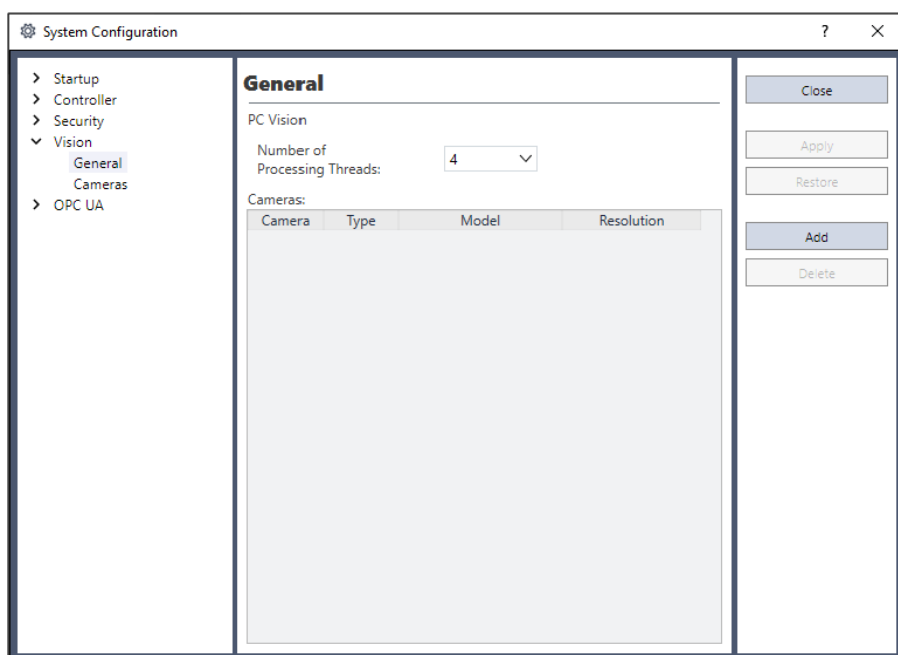 System Configuration
?
Startup
Controller
Security
Vision
General
Cameras
OPC UA
General
PC Vision
Number of
Processing Threads:
4
Cameras:
Camera Type Model Resolution
Close
Apply
Restore
Add
Delete